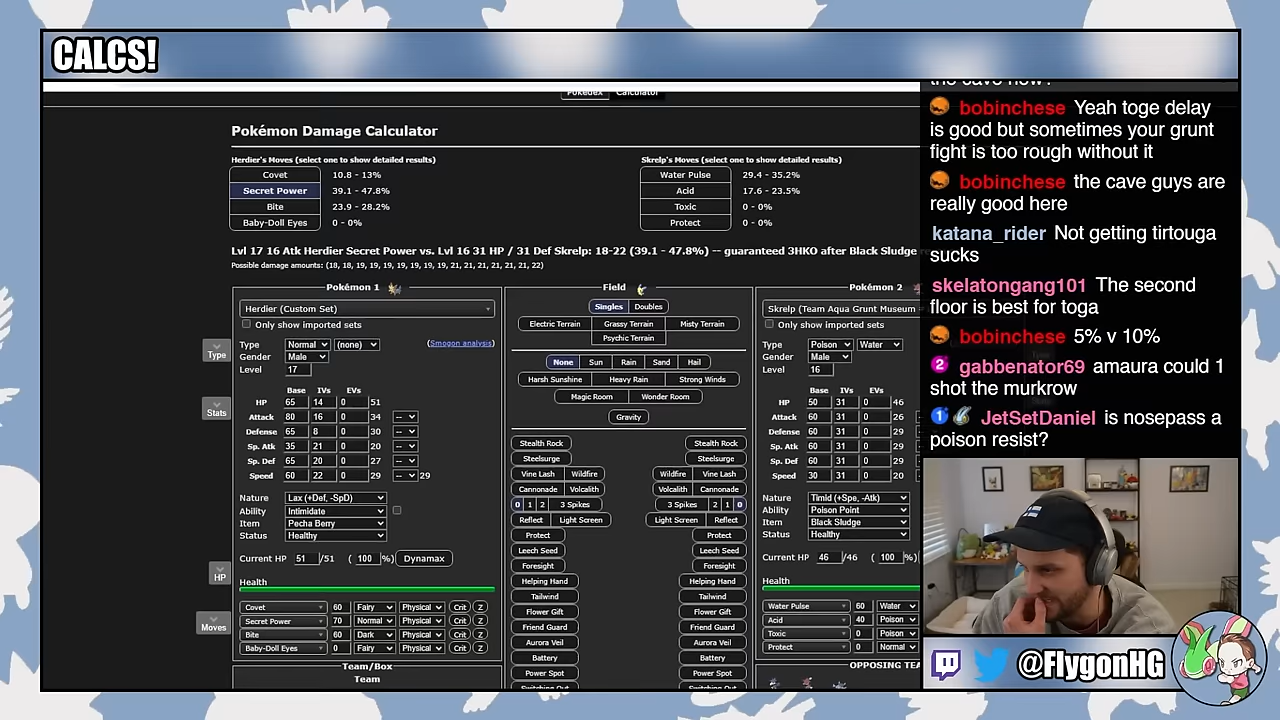 CALCS!
Pokedex Calculator
Pokémon Damage Calculator
Herdier's Moves (select one to show detailed results)
Covet 10.8 - 13%
Secret Power 39.1 - 47.8%
Bite 23.9 - 28.2%
Baby-Doll Eyes 0 - 0%
Skrelp's Moves (select one to show detailed results)
Water Pulse 29.4 - 35.2%
Acid 17.6 - 23.5%
Toxic 0 - 0%
Protect 0 - 0%
Lvl 17 16 Atk Herdier Secret Power vs. Lvl 16 31 HP / 31 Def Skrelp: 18-22 (39.1 - 47.8%) -- guaranteed 3HKO after Black Sludge
Possible damage amounts: (18, 18, 19, 19, 19, 19, 19, 19, 19, 21, 21, 21, 21, 21, 21, 22)
Type
Stats
HP
Moves
Pokémon 1
Herdier (Custom Set)
Only show imported sets
Type Normal (none) (Smogon analysis)
Gender Male
Level 17
Base IVs EVs
HP 65 14 0 51
Attack 80 16 0 34 --
Defense 65 8 0 30 --
Sp. Atk 35 21 0 20 --
Sp. Def 65 20 0 27 --
Speed 60 22 0 29 -- 29
Nature Lax (+Def, -SpD)
Ability Intimidate
Item Pecha Berry
Status Healthy
Current HP 51 /51 ( 100 %) Dynamax
Health
Covet 60 Fairy Physical Crit Z
Secret Power 70 Normal Physical Crit Z
Bite 60 Dark Physical Crit Z
Baby-Doll Eyes 0 Fairy Physical Crit Z
Team/Box
Team
Field
Singles Doubles
Electric Terrain Grassy Terrain Misty Terrain
Psychic Terrain
None Sun Rain Sand Hail
Harsh Sunshine Heavy Rain Strong Winds
Magic Room Wonder Room
Gravity
Stealth Rock Stealth Rock
Steelsurge Steelsurge
Vine Lash Wildfire Wildfire Vine Lash
Cannonade Volcalith Volcalith Cannonade
0 1 2 3 Spikes 3 Spikes 2 1 0
Reflect Light Screen Light Screen Reflect
Protect Protect
Leech Seed Leech Seed
Foresight Foresight
Helping Hand Helping Hand
Tailwind Tailwind
Flower Gift Flower Gift
Friend Guard Friend Guard
Aurora Veil Aurora Veil
Battery Battery
Power Spot Power Spot
Switching Out Switching Out
Pokémon 2
Skrelp (Team Aqua Grunt Museum
Only show imported sets
Type Poison Water
Gender Male
Level 16
Base IVs EVs
HP 50 31 0 46
Attack 60 31 0 26
Defense 60 31 0 29
Sp. Atk 60 31 0 29
Sp. Def 60 31 0 29
Speed 30 31 0 20
Nature Timid (+Spe, -Atk)
Ability Poison Point
Item Black Sludge
Status Healthy
Current HP 46 /46 ( 100 %)
Health
Water Pulse 60 Water
Acid 40 Poison
Toxic 0 Poison
Protect 0 Normal
OPPOSING TEA
the cave now?
bobinchese Yeah toge delay
is good but sometimes your grunt
fight is too rough without it
bobinchese the cave guys are
really good here
katana_rider Not getting tirtouga
sucks
skelatongang101 The second
floor is best for toga
bobinchese 5% v 10%
gabbenator69 amaura could 1
shot the murkrow
JetSetDaniel is nosepass a
poison resist?
@FlygonHG